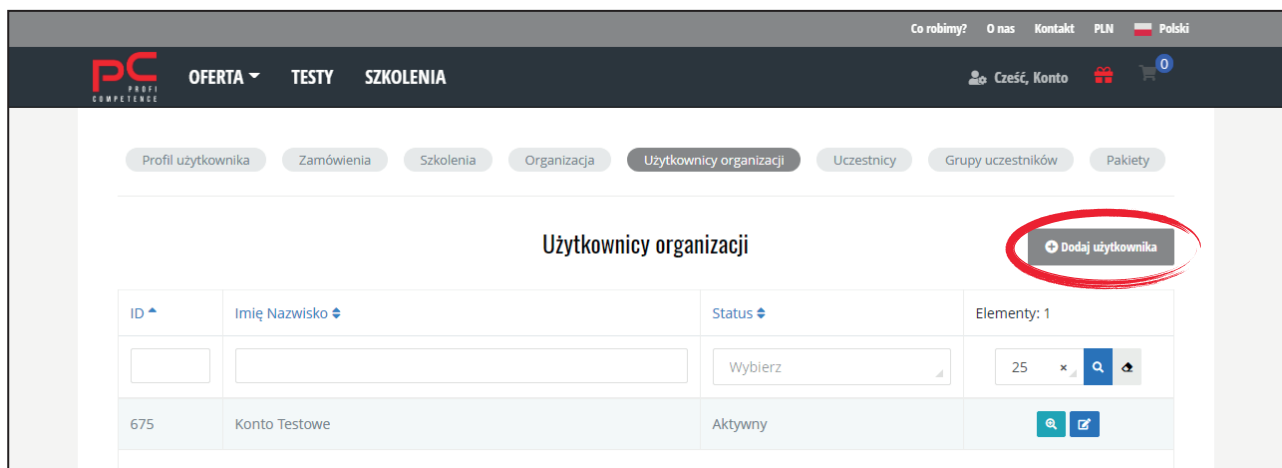 Co robimy? O nas Kontakt PLN Polski
PC
PROFI
COMPETENCE
OFERTA TESTY SZKOLENIA Cześć, Konto 0
Profil użytkownika Zamówienia Szkolenia Organizacja Użytkownicy organizacji Uczestnicy Grupy uczestników Pakiety
Użytkownicy organizacji Dodaj użytkownika
ID Imię Nazwisko Status Elementy: 1
Wybierz 25 ×
675 Konto Testowe Aktywny